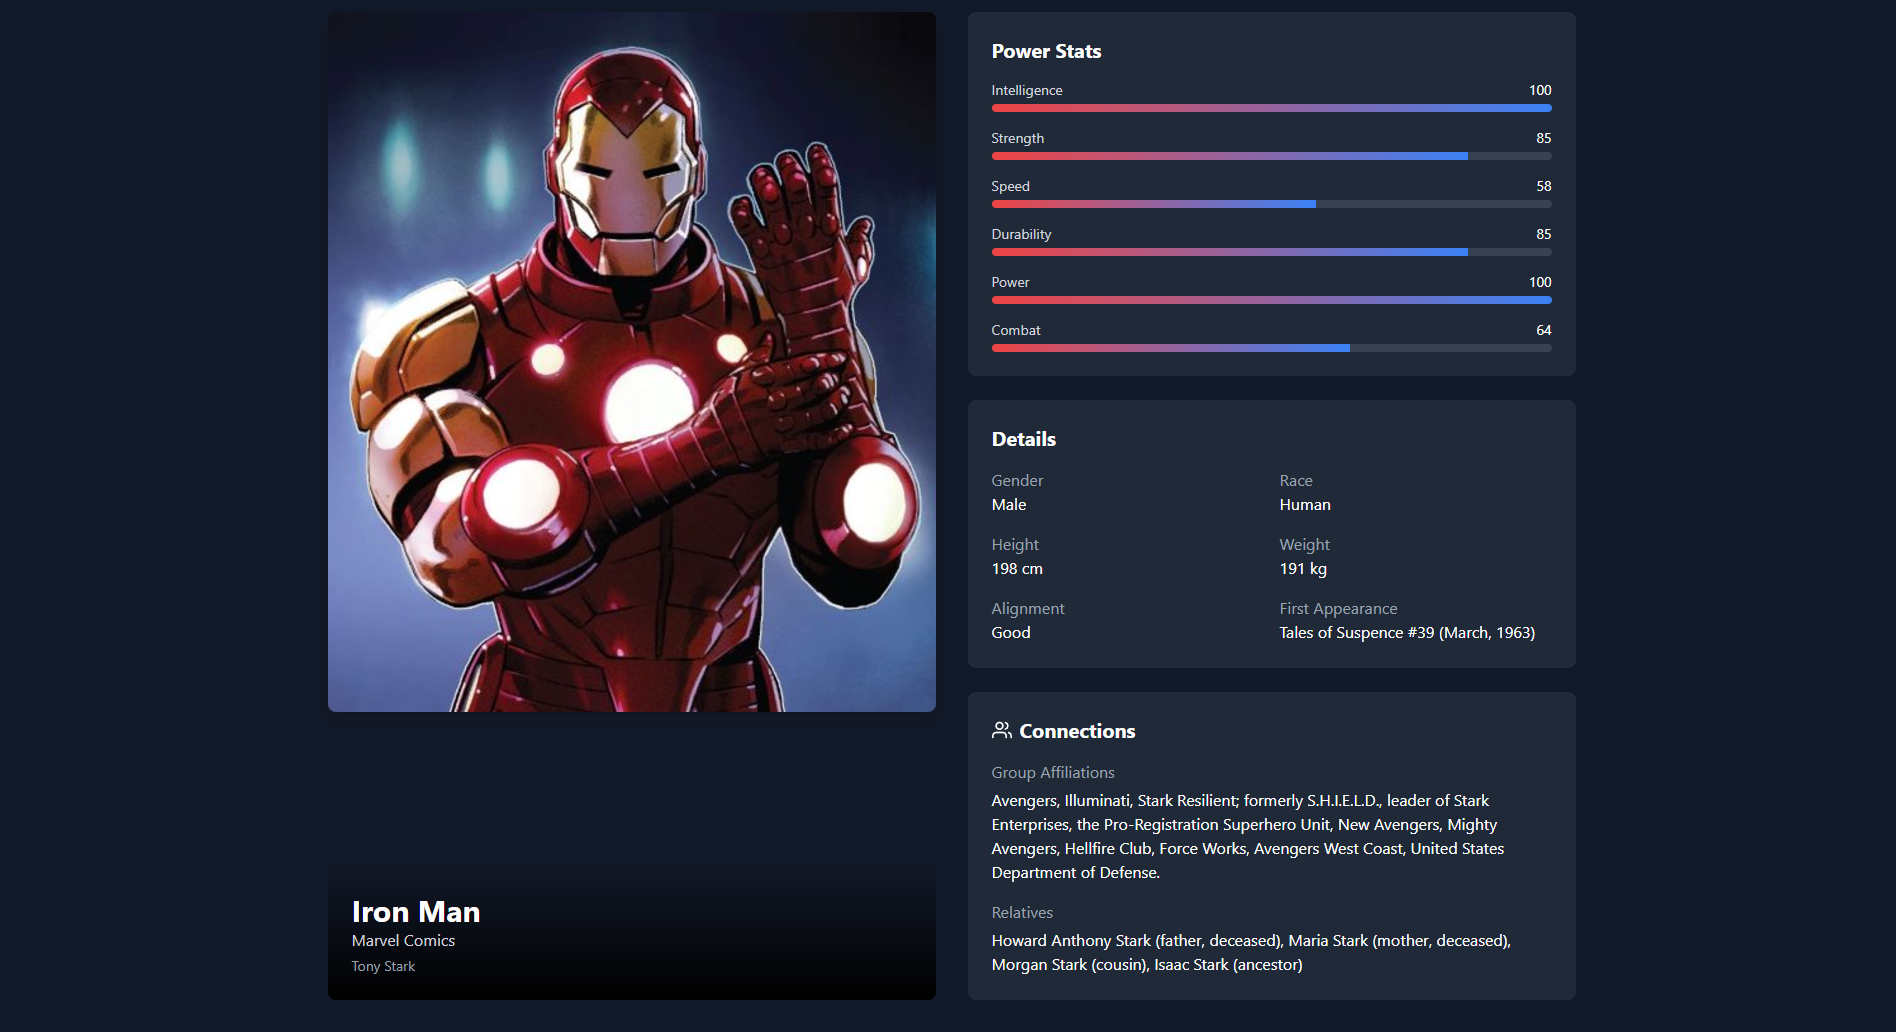 Iron Man
Marvel Comics
Tony Stark
Power Stats
Intelligence 100
Strength 85
Speed 58
Durability 85
Power 100
Combat 64
Details
Gender
Male
Race
Human
Height
198 cm
Weight
191 kg
Alignment
Good
First Appearance
Tales of Suspence #39 (March, 1963)
Connections
Group Affiliations
Avengers, Illuminati, Stark Resilient; formerly S.H.I.E.L.D., leader of Stark
Enterprises, the Pro-Registration Superhero Unit, New Avengers, Mighty
Avengers, Hellfire Club, Force Works, Avengers West Coast, United States
Department of Defense.
Relatives
Howard Anthony Stark (father, deceased), Maria Stark (mother, deceased),
Morgan Stark (cousin), Isaac Stark (ancestor)